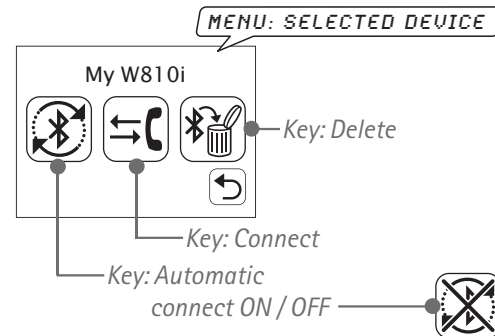 MENU: SELECTED DEVICE
My W810i
Key: Delete
Key: Connect
Key: Automatic
connect ON / OFF